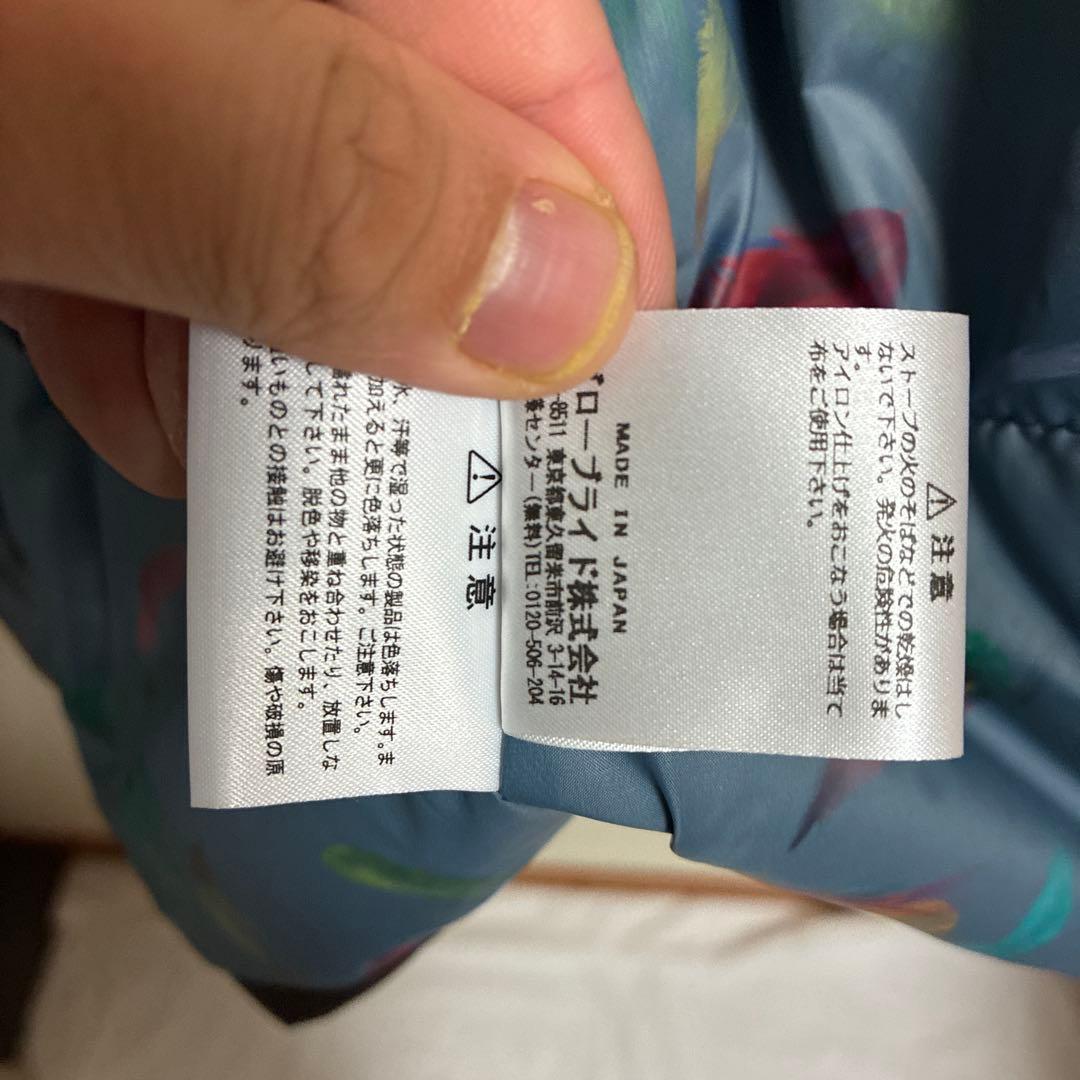 ⚠ 注意
ストーブの火のそばなどでの乾燥はし
ないで下さい。発火の危険性がありま
す。
アイロン仕上げをおこなう場合は当て
布をご使用下さい。
MADE IN JAPAN
ローブライド株式会社
-8511 東京都東久留米市前沢 3-14-16
センター(無料)TEL:0120-506-204
⚠ 注意
水、汗等で湿った状態の製品は色落ちします。ま
加えると更に色落ちします。ご注意下さい。
濡れたまま他の物と重ね合わせたり、放置しな
して下さい。脱色や移染をおこします。
いものとの接触はお避け下さい。傷や破損の原
ります。